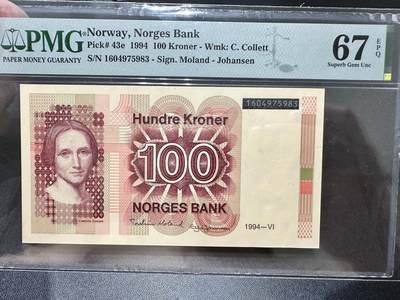 PMG
PAPER MONEY GUARANTY
Norway, Norges Bank
Pick# 43e 1994 100 Kroner - Wmk: C. Collett
S/N 1604975983 - Sign. Moland - Johansen
67 EPQ
Superb Gem Unc
1604975983
Hundre Kroner
100
NORGES BANK
1994-VI